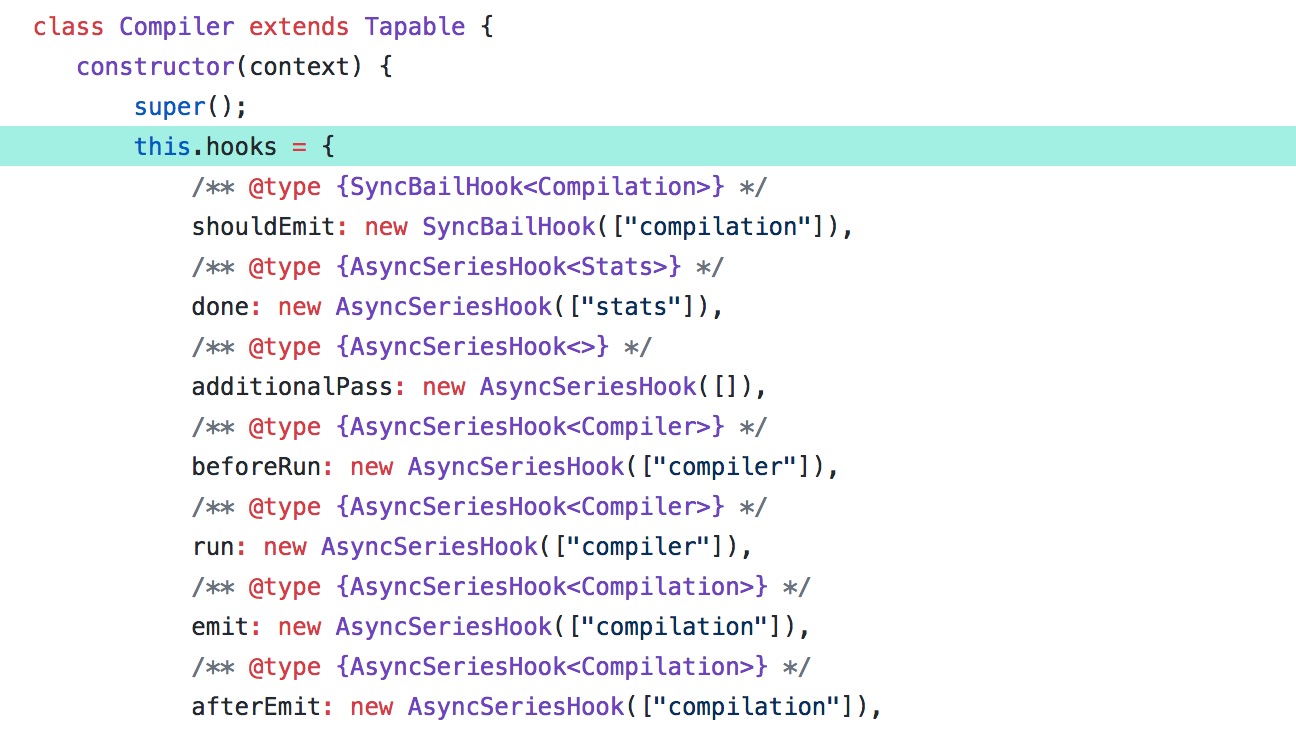 class Compiler extends Tapable {
constructor(context) {
super();
this.hooks = {
/** @type {SyncBailHook<Compilation>} */
shouldEmit: new SyncBailHook(["compilation"]),
/** @type {AsyncSeriesHook<Stats>} */
done: new AsyncSeriesHook(["stats"]),
/** @type {AsyncSeriesHook<>} */
additionalPass: new AsyncSeriesHook([]),
/** @type {AsyncSeriesHook<Compiler>} */
beforeRun: new AsyncSeriesHook(["compiler"]),
/** @type {AsyncSeriesHook<Compiler>} */
run: new AsyncSeriesHook(["compiler"]),
/** @type {AsyncSeriesHook<Compilation>} */
emit: new AsyncSeriesHook(["compilation"]),
/** @type {AsyncSeriesHook<Compilation>} */
afterEmit: new AsyncSeriesHook(["compilation"]),